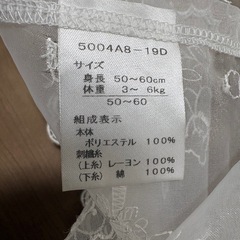 5004A8-19D
サイズ
身長 50~60cm
体重 3~ 6kg
50~60
組成表示
本体
ポリエステル 100%
刺繍糸
(上糸) レーヨン 100%
(下糸) 綿 100%